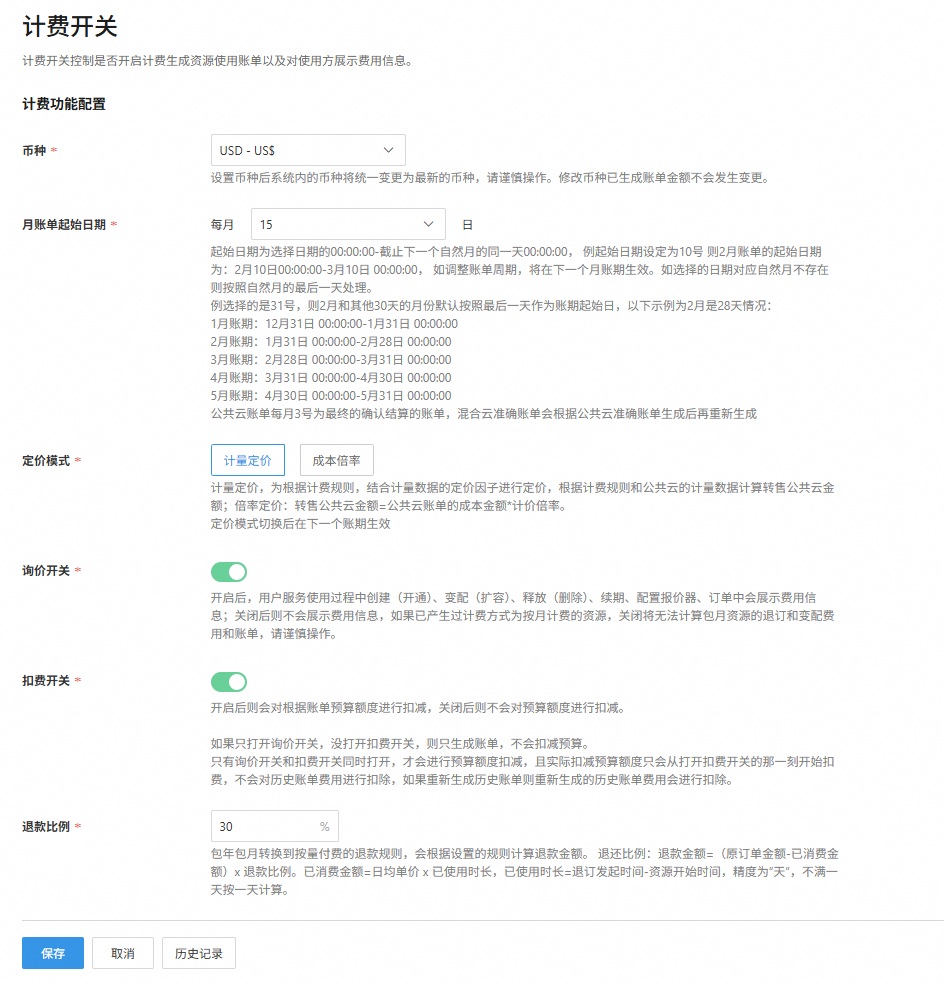 计费开关
计费开关控制是否开启计费生成资源使用账单以及对使用方展示费用信息。
计费功能配置
币种 *
USD - US$
设置币种后系统内的币种将统一变更为最新的币种，请谨慎操作。修改币种已生成账单金额不会发生变更。
月账单起始日期 *
每月 15 日
起始日期为选择日期的00:00:00-截止下一个自然月的同一天00:00:00， 例起始日期设定为10号 则2月账单的起始日期
为：2月10日00:00:00-3月10日 00:00:00， 如调整账单周期，将在下一个月账期生效。如选择的日期对应自然月不存在
则按照自然月的最后一天处理。
例选择的是31号，则2月和其他30天的月份默认按照最后一天作为账期起始日，以下示例为2月是28天情况：
1月账期：12月31日 00:00:00-1月31日 00:00:00
2月账期：1月31日 00:00:00-2月28日 00:00:00
3月账期：2月28日 00:00:00-3月31日 00:00:00
4月账期：3月31日 00:00:00-4月30日 00:00:00
5月账期：4月30日 00:00:00-5月31日 00:00:00
公共云账单每月3号为最终的确认结算的账单，混合云准确账单会根据公共云准确账单生成后再重新生成
定价模式 *
计量定价 成本倍率
计量定价，为根据计费规则，结合计量数据的定价因子进行定价，根据计费规则和公共云的计量数据计算转售公共云金
额；倍率定价：转售公共云金额=公共云账单的成本金额*计价倍率。
定价模式切换后在下一个账期生效
询价开关 *
开启后，用户服务使用过程中创建（开通）、变配（扩容）、释放（删除）、续期、配置报价器、订单中会展示费用信
息；关闭后则不会展示费用信息，如果已产生过计费方式为按月计费的资源，关闭将无法计算包月资源的退订和变配费
用和账单，请谨慎操作。
扣费开关 *
开启后则会对根据账单预算额度进行扣减，关闭后则不会对预算额度进行扣减。
如果只打开询价开关，没打开扣费开关，则只生成账单，不会扣减预算。
只有询价开关和扣费开关同时打开，才会进行预算额度扣减，且实际扣减预算额度只会从打开扣费开关的那一刻开始扣
费，不会对历史账单费用进行扣除，如果重新生成历史账单则重新生成的历史账单费用会进行扣除。
退款比例 *
30 %
包年包月转换到按量付费的退款规则，会根据设置的规则计算退款金额。 退还比例：退款金额=（原订单金额-已消费金
额）x 退款比例。已消费金额=日均单价 x 已使用时长，已使用时长=退订发起时间-资源开始时间，精度为“天”，不满一
天按一天计算。
保存 取消 历史记录